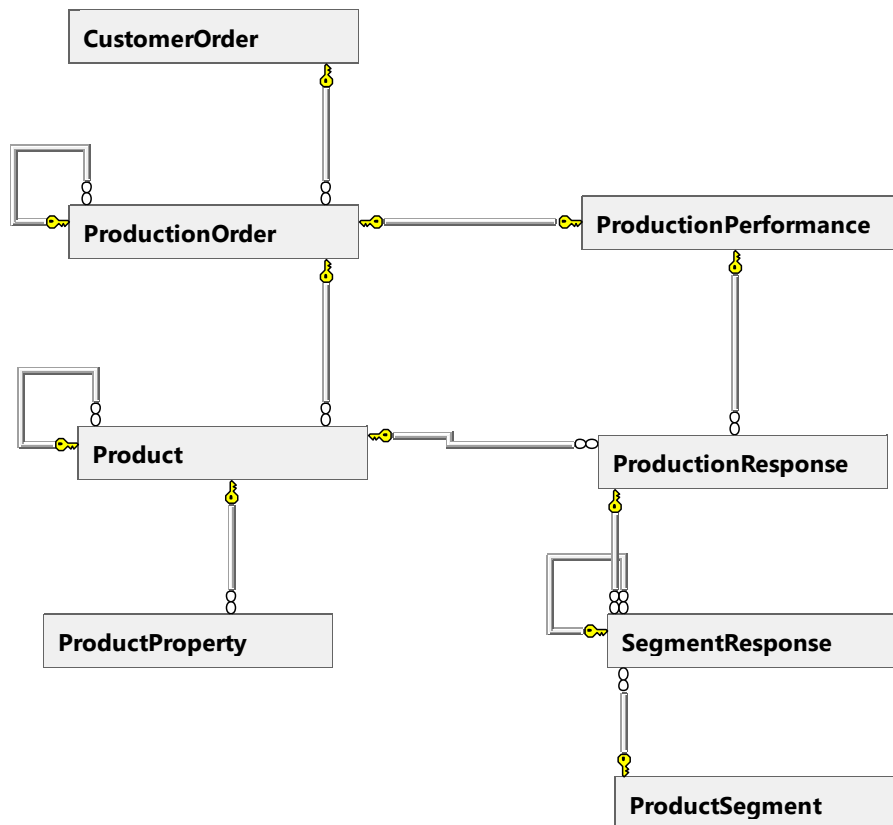 CustomerOrder
ProductionOrder
ProductionPerformance
Product
ProductionResponse
ProductProperty
SegmentResponse
ProductSegment